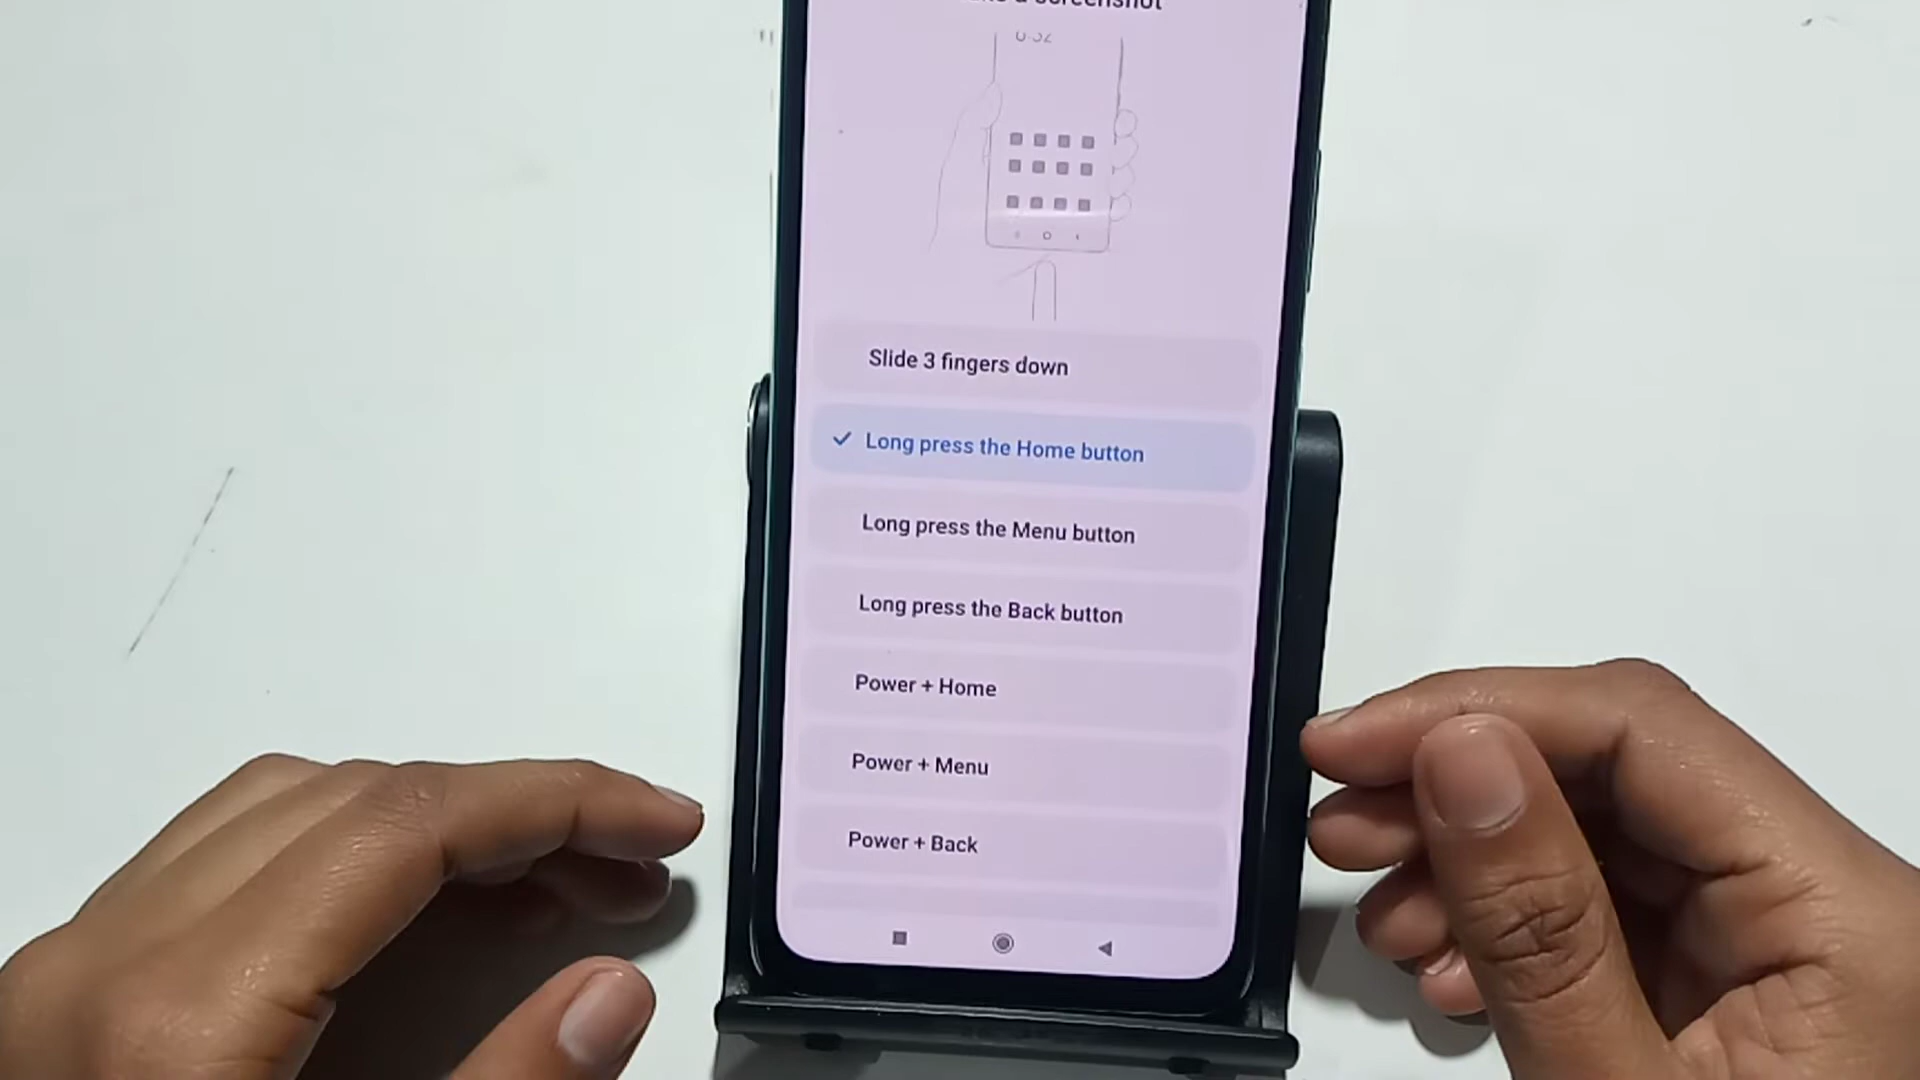 a screenshot
Slide 3 fingers down
Long press the Home button
Long press the Menu button
Long press the Back button
Power + Home
Power + Menu
Power + Back